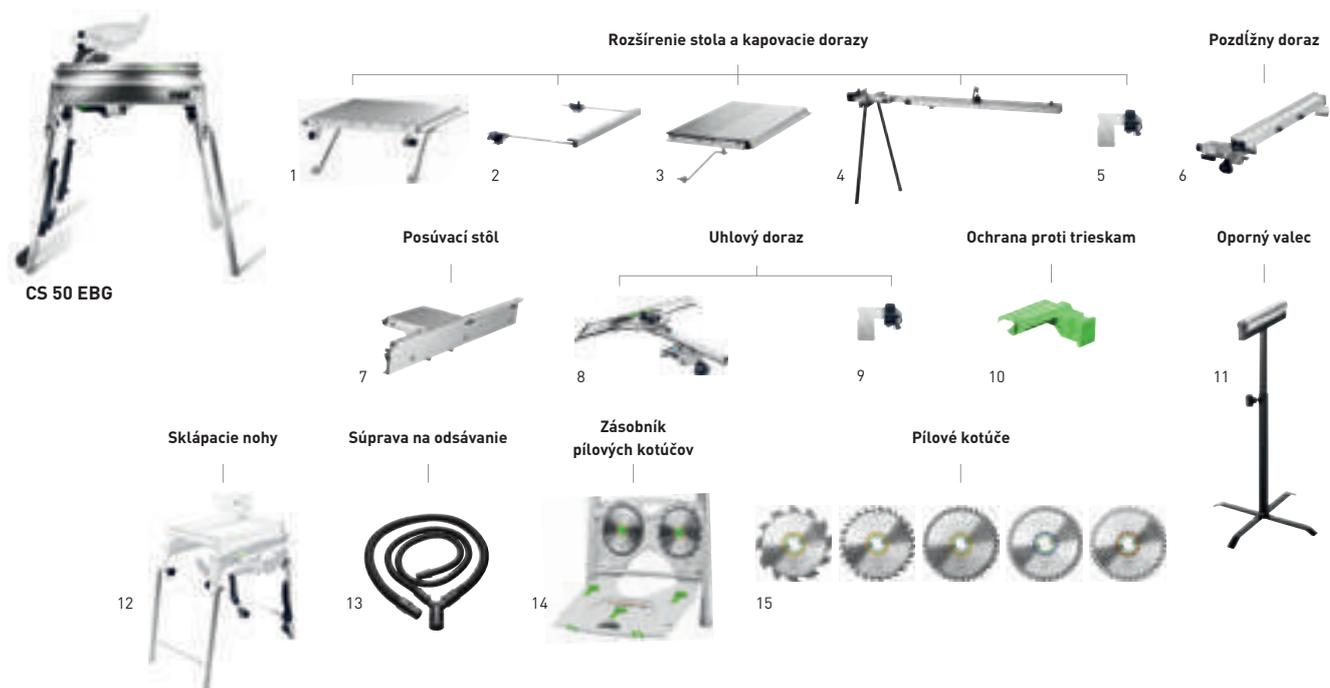 Rozšírenie stola a kapovacie dorazy
Pozdĺžny doraz
1
2
3
4
5
6
CS 50 EBG
Posúvací stôl
Uhlový doraz
Ochrana proti trieskam
Oporný valec
7
8
9
10
11
Sklápacie nohy
Súprava na odsávanie
Zásobník
pílových kotúčov
Pílové kotúče
12
13
14
15